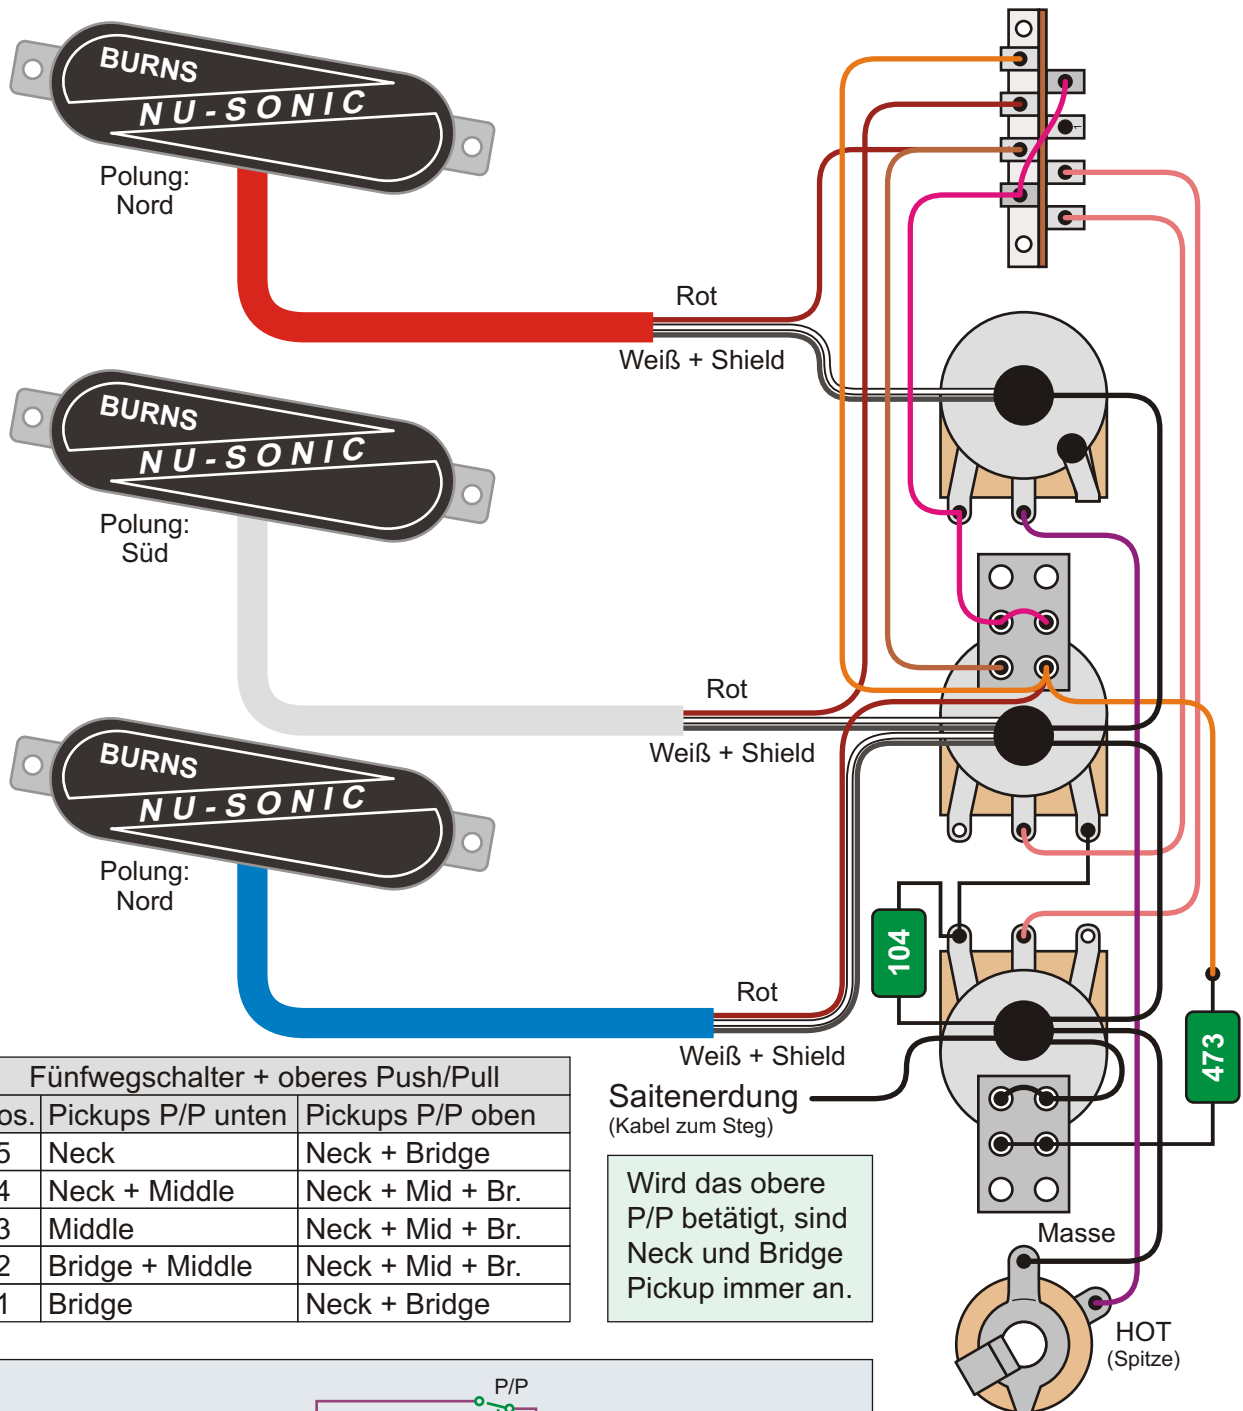 BURNS
NU-SONIC
Polung:
Nord
Rot
Weiß + Shield
BURNS
NU-SONIC
Polung:
Süd
Rot
Weiß + Shield
BURNS
NU-SONIC
Polung:
Nord
Rot
Weiß + Shield
104
473
Saitenerdung
(Kabel zum Steg)
Fünfwegschalter + oberes Push/Pull
os. Pickups P/P unten Pickups P/P oben
5 Neck Neck + Bridge
4 Neck + Middle Neck + Mid + Br.
3 Middle Neck + Mid + Br.
2 Bridge + Middle Neck + Mid + Br.
1 Bridge Neck + Bridge
Wird das obere
P/P betätigt, sind
Neck und Bridge
Pickup immer an.
Masse
HOT
(Spitze)
P/P